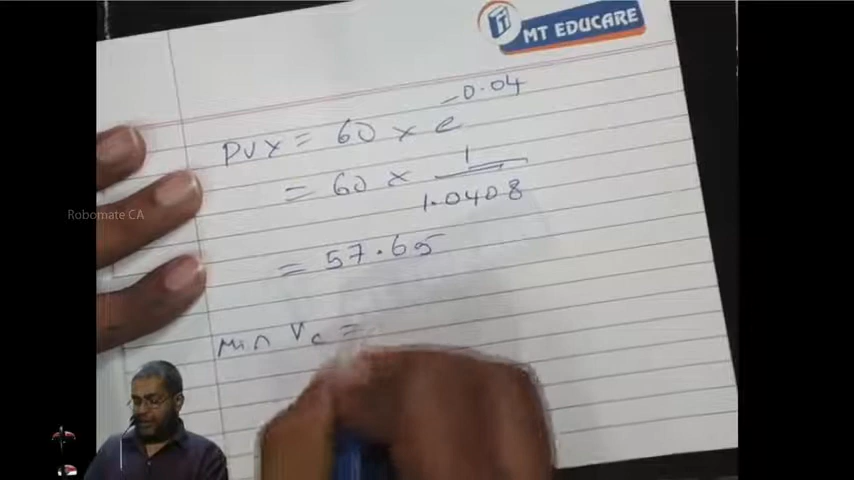 MT EDUCARE
PVX = 60 × e^-0.04
= 60 × 1/1.0408
= 57.65
Min Vc =
Robomate CA